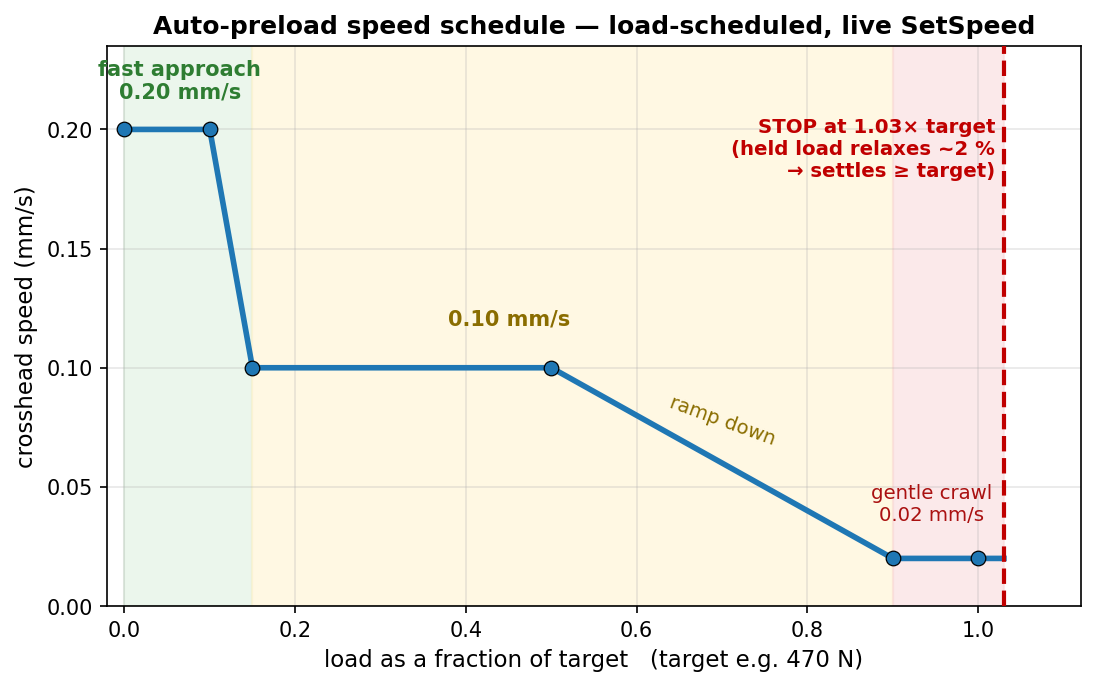 Auto-preload speed schedule — load-scheduled, live SetSpeed
fast approach
0.20 mm/s
STOP at 1.03× target
(held load relaxes ~2 %
→ settles ≥ target)
0.10 mm/s
ramp down
gentle crawl
0.02 mm/s
crosshead speed (mm/s)
0.20
0.15
0.10
0.05
0.00
0.0 0.2 0.4 0.6 0.8 1.0
load as a fraction of target (target e.g. 470 N)